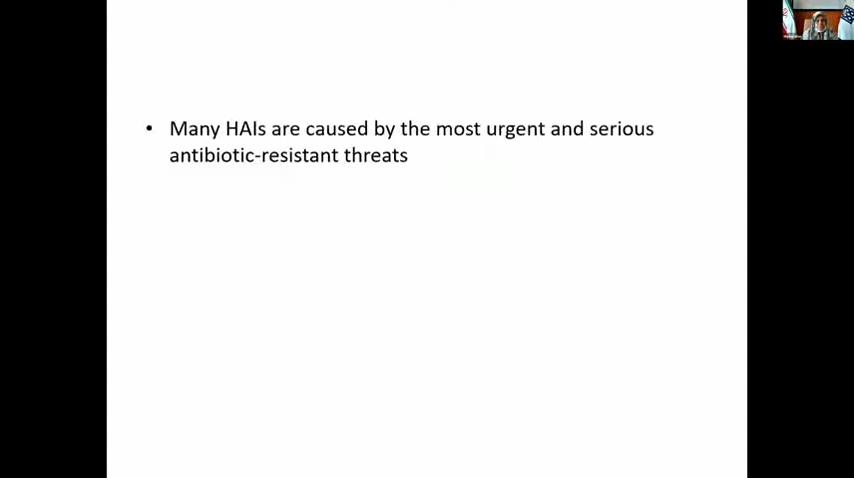 • Many HAIs are caused by the most urgent and serious
antibiotic-resistant threats